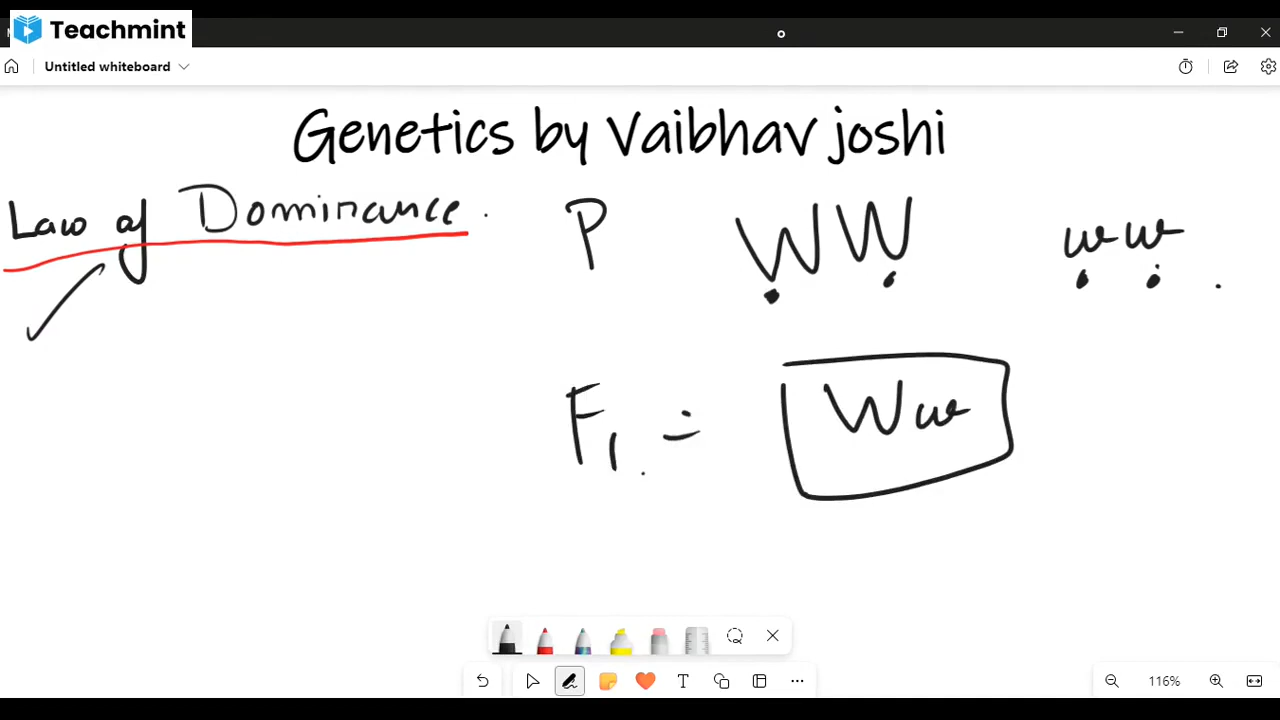 Teachmint
Untitled whiteboard
Genetics by Vaibhav joshi
Law of Dominance.
P WW ww
F1 = Ww
116%